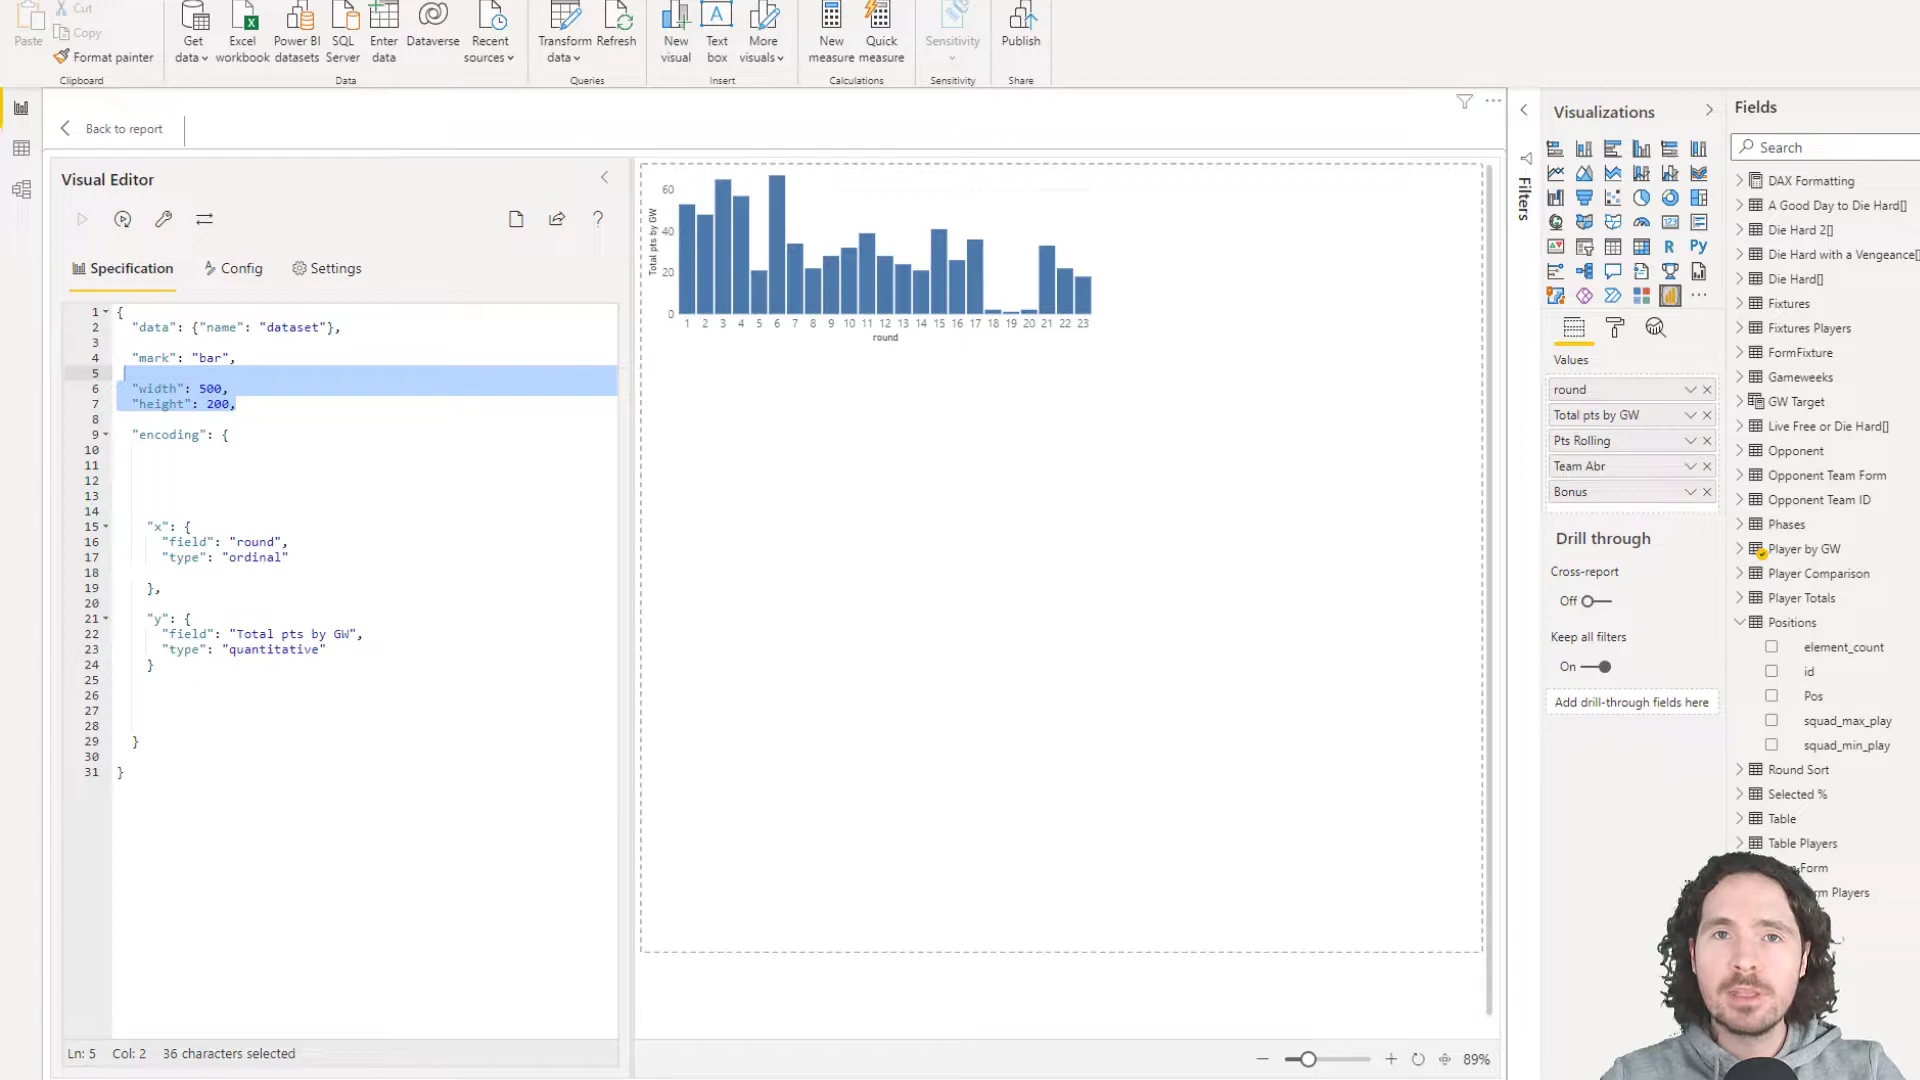 Cut
Paste
Copy
Format painter
Clipboard
Get data
Excel workbook
Power BI datasets
SQL Server
Enter data
Dataverse
Recent sources
Data
Transform data
Refresh
Queries
New visual
Text box
More visuals
Insert
New measure
Quick measure
Calculations
Sensitivity
Sensitivity
Publish
Share
Back to report
Visual Editor
Specification
Config
Settings
1 {
2 "data": {"name": "dataset"},
3
4 "mark": "bar",
5
6 "width": 500,
7 "height": 200,
8
9 "encoding": {
10
11
12
13
14
15 "x": {
16 "field": "round",
17 "type": "ordinal"
18
19 },
20
21 "y": {
22 "field": "Total pts by GW",
23 "type": "quantitative"
24 }
25
26
27
28
29 }
30
31 }
Ln: 5 Col: 2 36 characters selected
Total pts by GW
60
40
20
0
1 2 3 4 5 6 7 8 9 10 11 12 13 14 15 16 17 18 19 20 21 22 23
round
89%
Filters
Visualizations
R
Py
123
Values
round
Total pts by GW
Pts Rolling
Team Abr
Bonus
Drill through
Cross-report
Off
Keep all filters
On
Add drill-through fields here
Fields
Search
DAX Formatting
A Good Day to Die Hard[]
Die Hard 2[]
Die Hard with a Vengeance[]
Die Hard[]
Fixtures
Fixtures Players
FormFixture
Gameweeks
GW Target
Live Free or Die Hard[]
Opponent
Opponent Team Form
Opponent Team ID
Phases
Player by GW
Player Comparison
Player Totals
Positions
element_count
id
Pos
squad_max_play
squad_min_play
Round Sort
Selected %
Table
Table Players
Form
Players